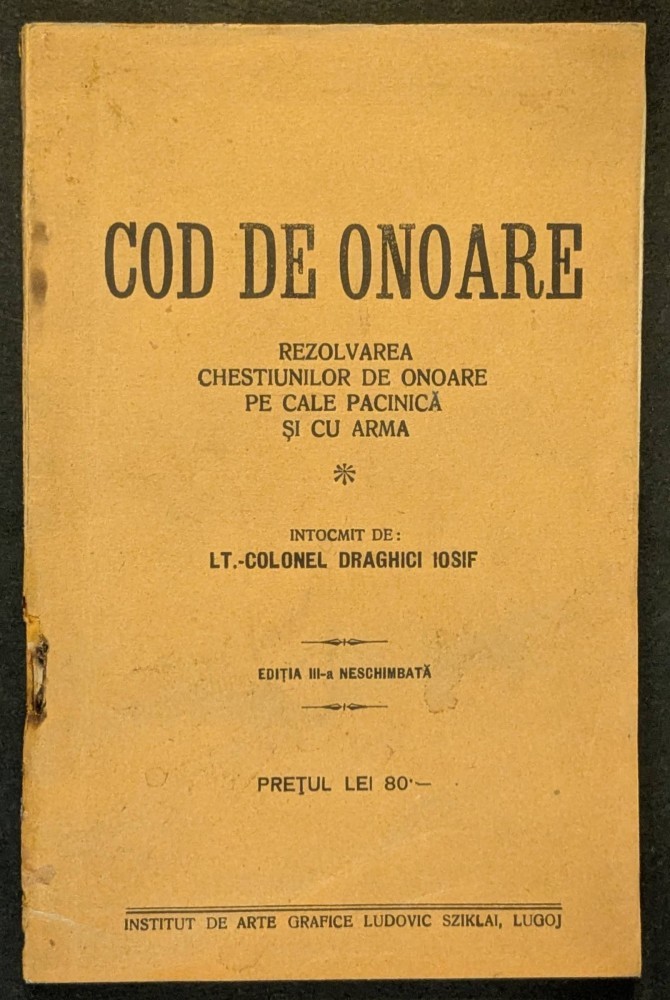 COD DE ONOARE
REZOLVAREA
CHESTIUNILOR DE ONOARE
PE CALE PACINICĂ
ŞI CU ARMA
INTOCMIT DE:
LT.-COLONEL DRAGHICI IOSIF
EDIŢIA III-a NESCHIMBATĂ
PREŢUL LEI 80·—
INSTITUT DE ARTE GRAFICE LUDOVIC SZIKLAI, LUGOJ